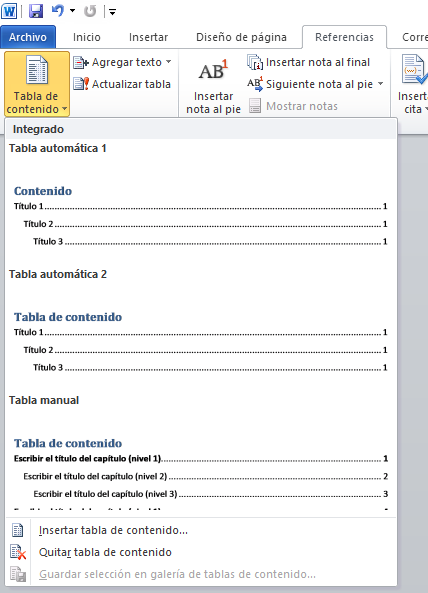 Archivo Inicio Insertar Diseño de página Referencias Corre
Tabla de contenido
Agregar texto
Actualizar tabla
AB1
Insertar nota al pie
Insertar nota al final
AB1 Siguiente nota al pie
Mostrar notas
Insert
cita
Integrado
Tabla automática 1
Contenido
Título 1 ... 1
Título 2 ... 1
Título 3 ... 1
Tabla automática 2
Tabla de contenido
Título 1 ... 1
Título 2 ... 1
Título 3 ... 1
Tabla manual
Tabla de contenido
Escribir el título del capítulo (nivel 1) ... 1
Escribir el título del capítulo (nivel 2) ... 2
Escribir el título del capítulo (nivel 3) ... 3
Insertar tabla de contenido...
Quitar tabla de contenido
Guardar selección en galería de tablas de contenido...